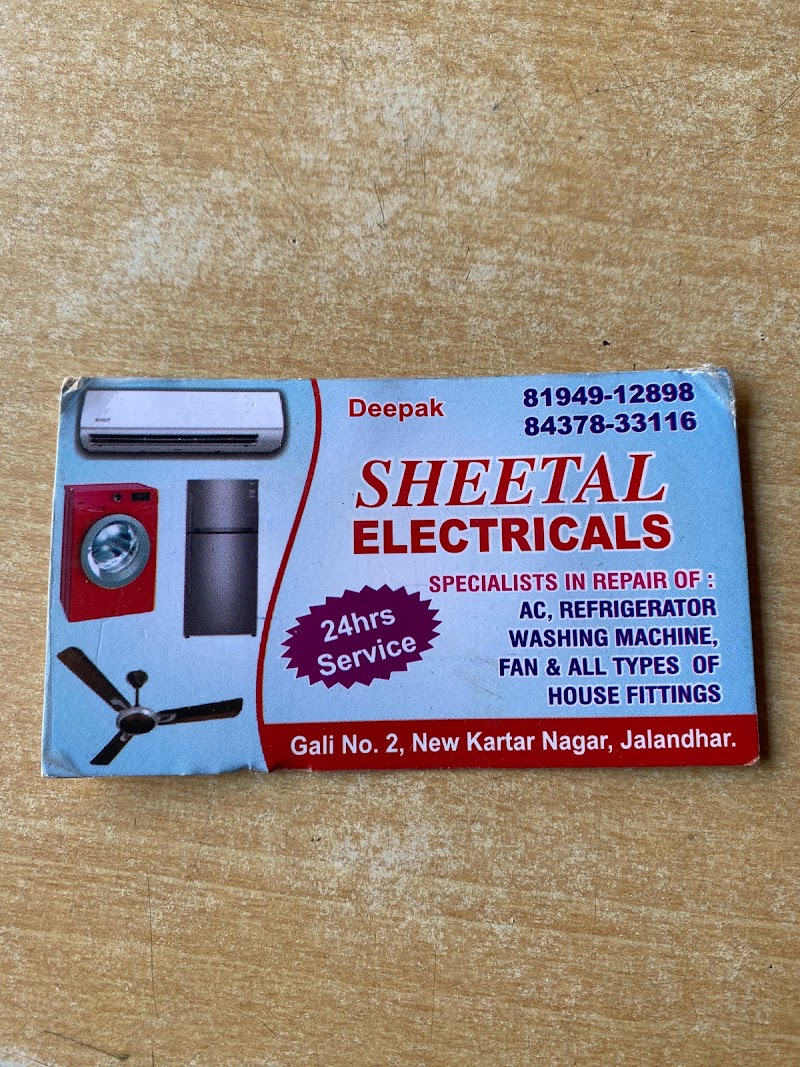 Deepak
81949-12898
84378-33116
SHEETAL
ELECTRICALS
SPECIALISTS IN REPAIR OF :
AC, REFRIGERATOR
WASHING MACHINE,
FAN & ALL TYPES OF
HOUSE FITTINGS
24hrs
Service
Gali No. 2, New Kartar Nagar, Jalandhar.